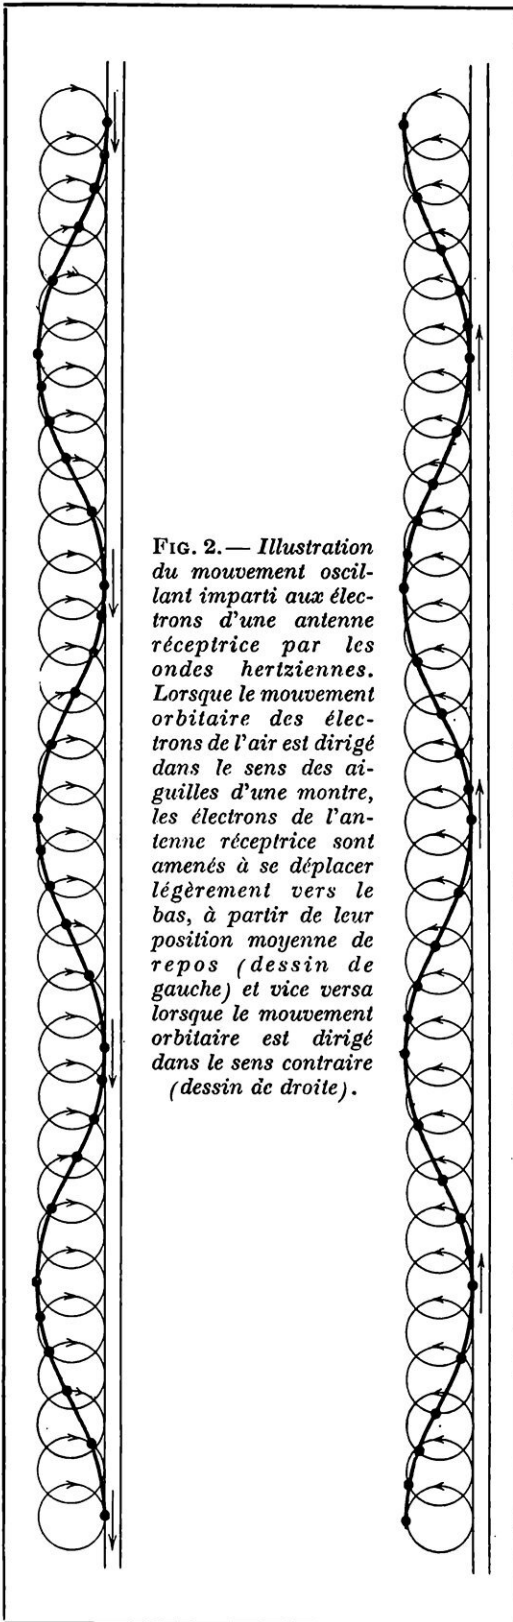 FIG. 2.— Illustration
du mouvement oscil-
lant imparti aux élec-
trons d'une antenne
réceptrice par les
ondes hertziennes.
Lorsque le mouvement
orbitaire des élec-
trons de l'air est dirigé
dans le sens des ai-
guilles d'une montre,
les électrons de l'an-
tenne réceptrice sont
amenés à se déplacer
légèrement vers le
bas, à partir de leur
position moyenne de
repos (dessin de
gauche) et vice versa
lorsque le mouvement
orbitaire est dirigé
dans le sens contraire
(dessin de droite).